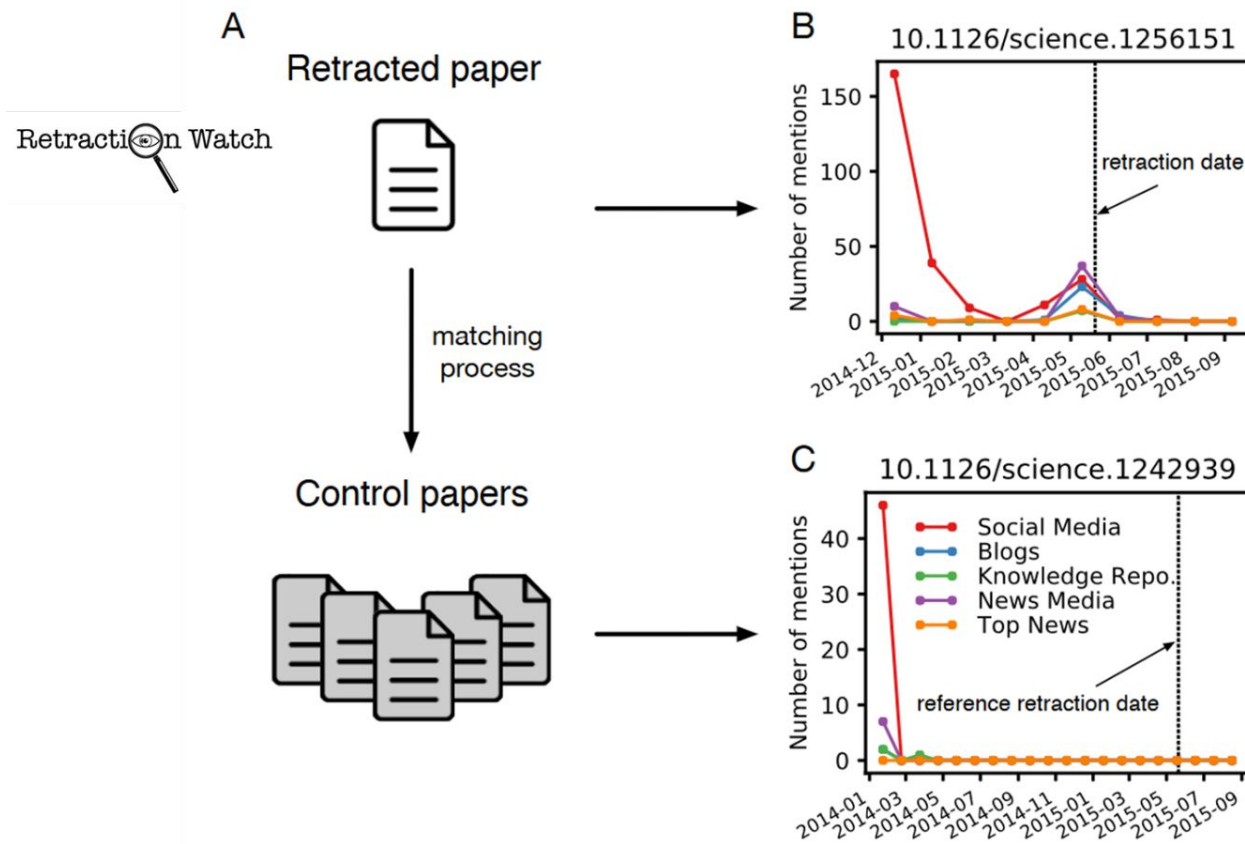 A
Retracted paper
Retraction Watch
matching
process
Control papers
B
10.1126/science.1256151
Number of mentions
150
100
50
0
retraction date
2014-12
2015-01
2015-02
2015-03
2015-04
2015-05
2015-06
2015-07
2015-08
2015-09
C
10.1126/science.1242939
Number of mentions
40
30
20
10
0
Social Media
Blogs
Knowledge Repo.
News Media
Top News
reference retraction date
2014-01
2014-03
2014-05
2014-07
2014-09
2014-11
2015-01
2015-03
2015-05
2015-07
2015-09